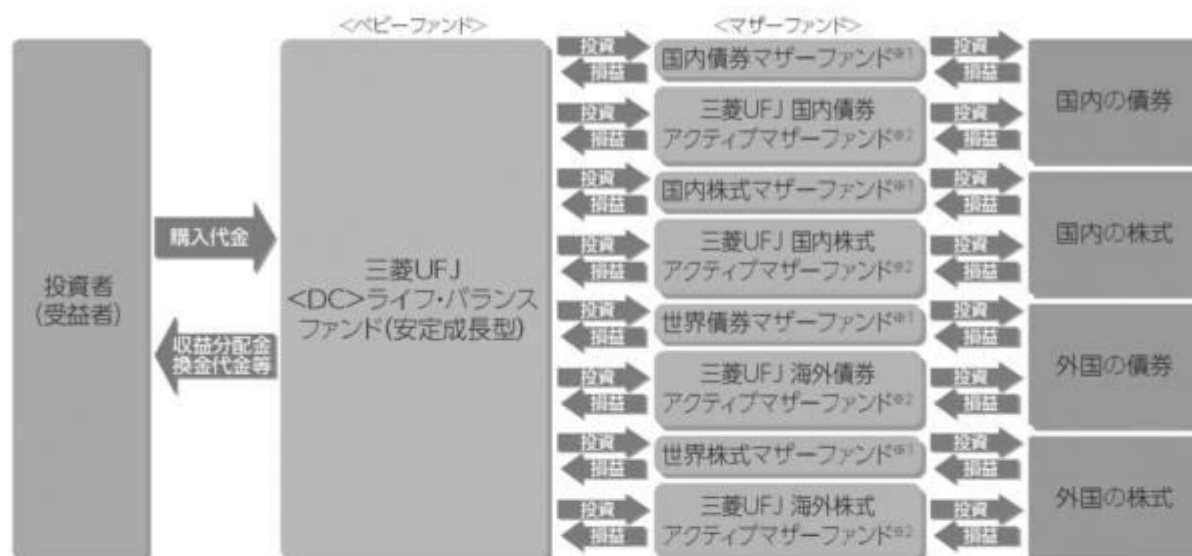 <ベビーファンド>
<マザーファンド>
投資者
(受益者)
購入代金
収益分配金
換金代金等
三菱UFJ
<DC>ライフ・バランス
ファンド(安定成長型)
投資
損益
国内債券マザーファンド※1
投資
損益
投資
損益
三菱UFJ 国内債券
アクティブマザーファンド※2
投資
損益
国内の債券
投資
損益
国内株式マザーファンド※1
投資
損益
投資
損益
三菱UFJ 国内株式
アクティブマザーファンド※2
投資
損益
国内の株式
投資
損益
世界債券マザーファンド※1
投資
損益
投資
損益
三菱UFJ 海外債券
アクティブマザーファンド※2
投資
損益
外国の債券
投資
損益
世界株式マザーファンド※1
投資
損益
投資
損益
三菱UFJ 海外株式
アクティブマザーファンド※2
投資
損益
外国の株式